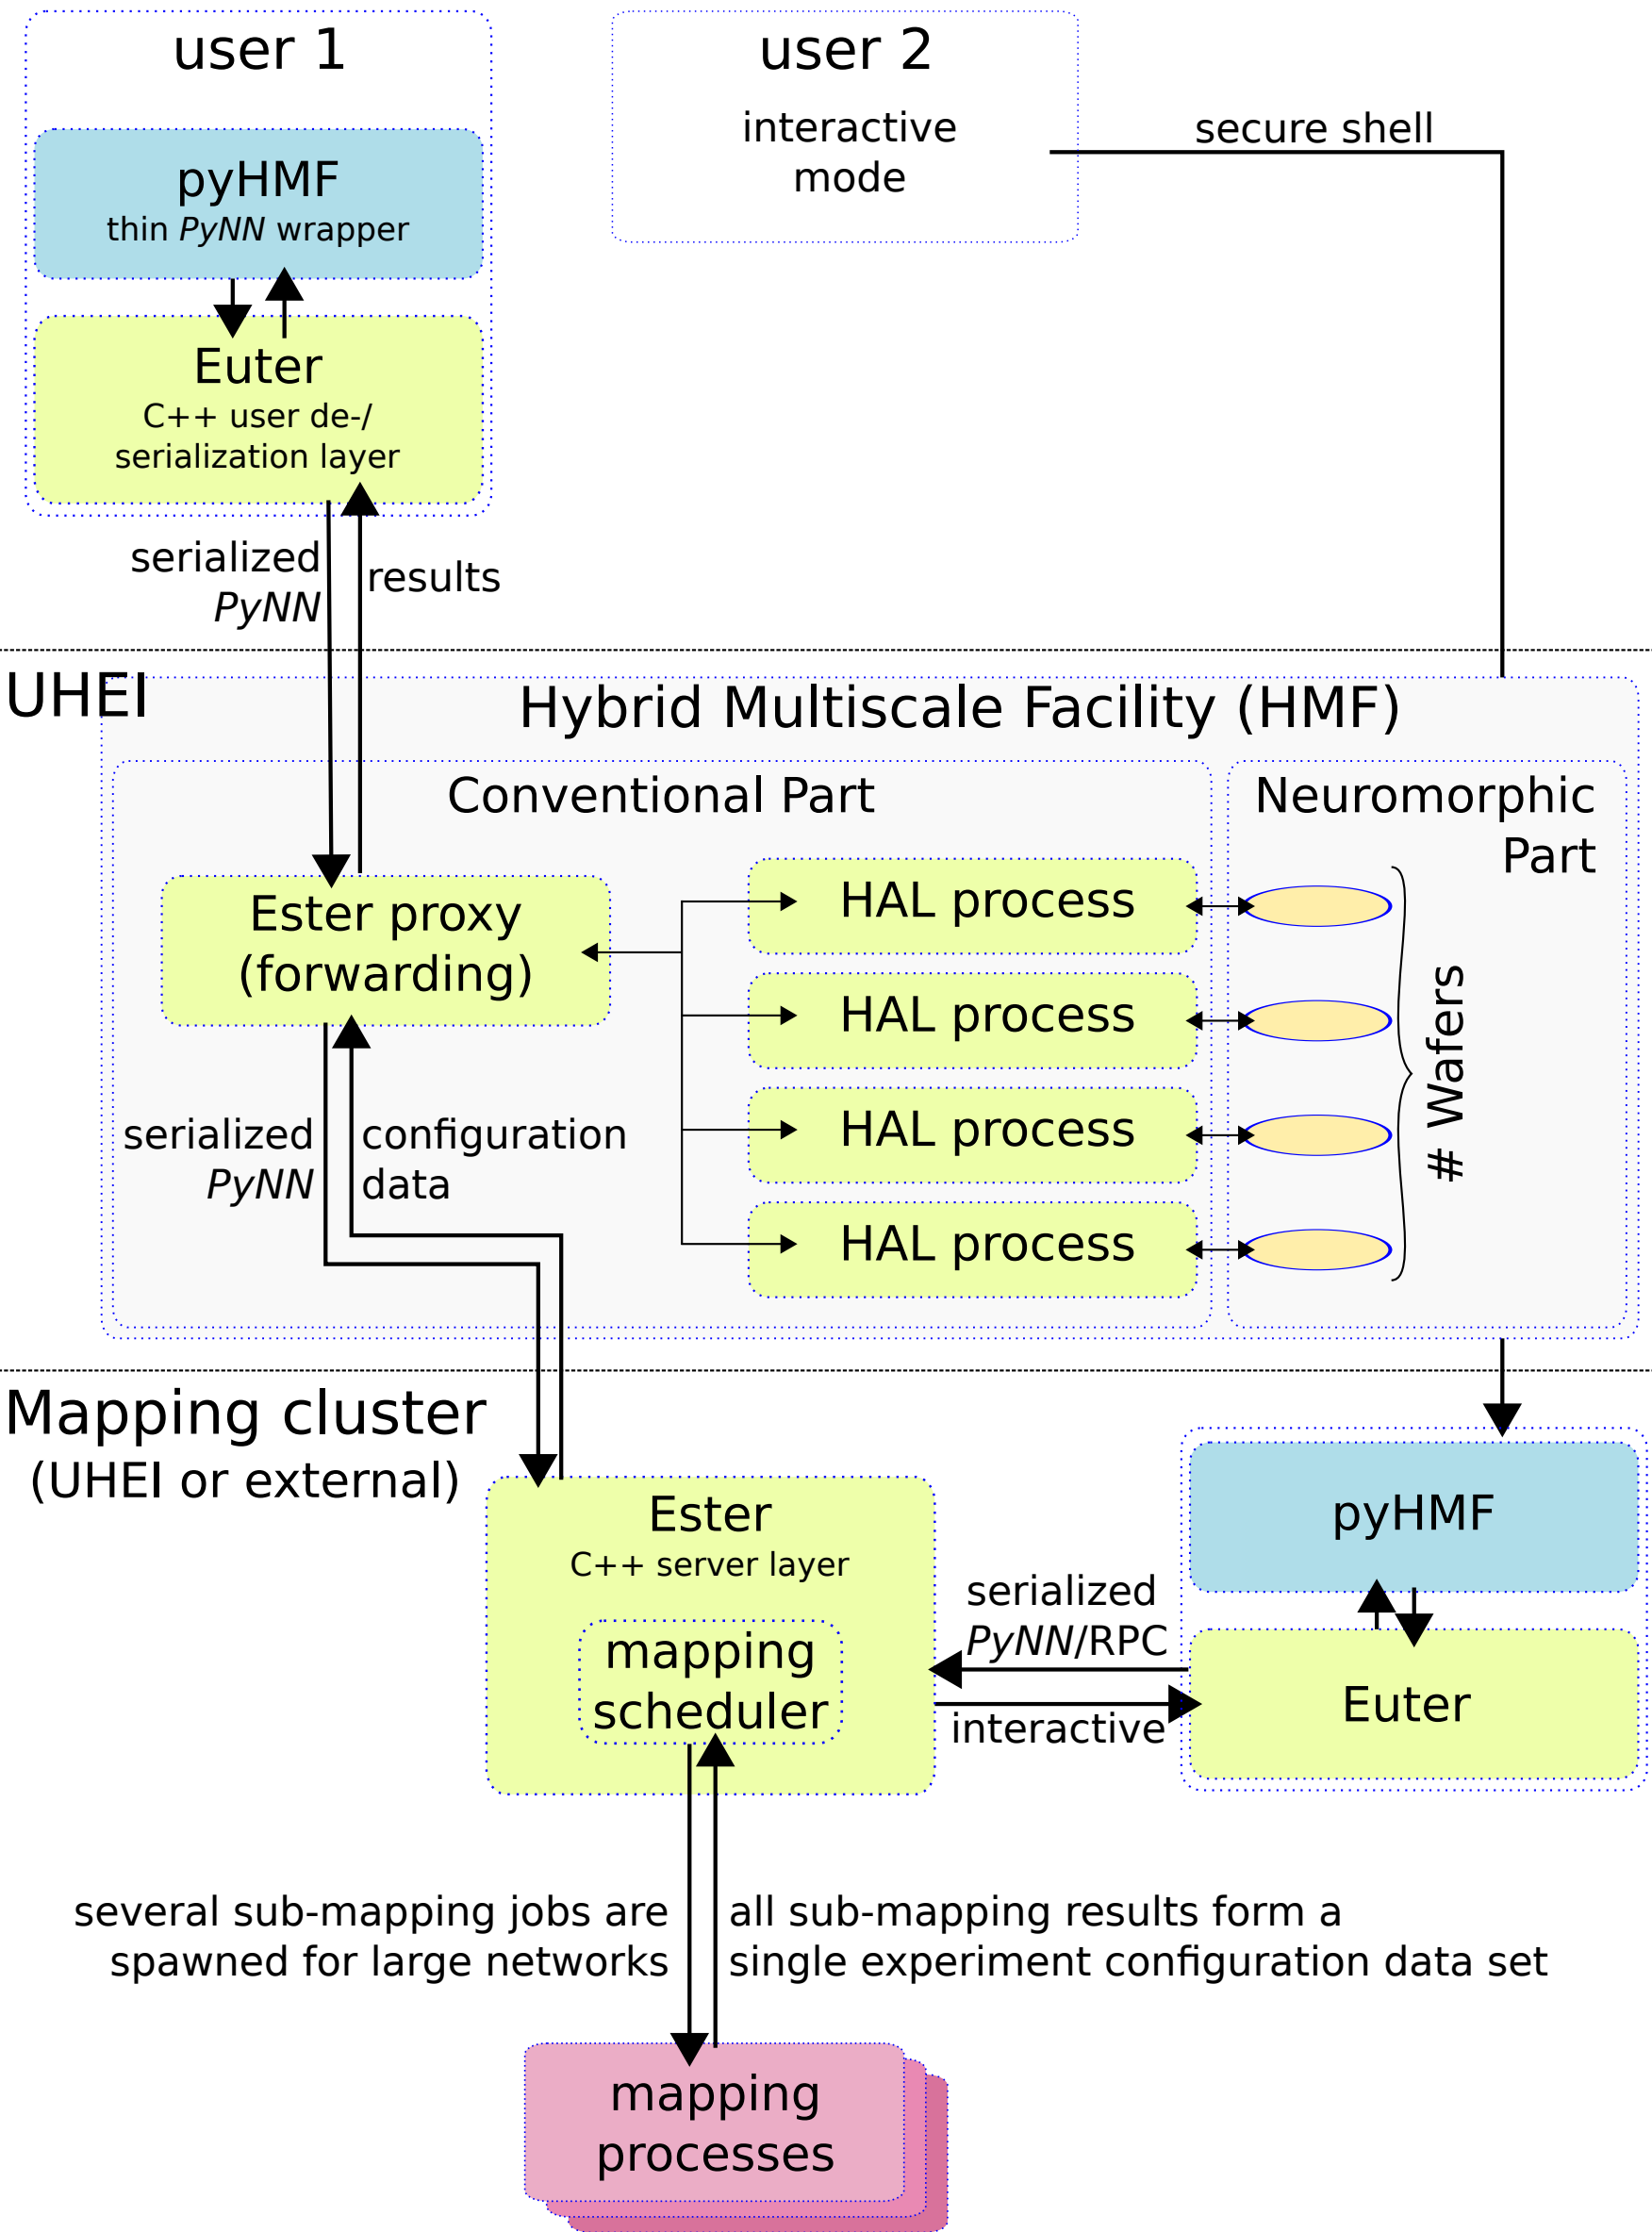 user 1
pyHMF
thin PyNN wrapper
Euter
C++ user de-/
serialization layer
user 2
interactive
mode
secure shell
serialized
PyNN
results
UHEI
Hybrid Multiscale Facility (HMF)
Conventional Part
Neuromorphic
Part
Ester proxy
(forwarding)
HAL process
HAL process
HAL process
HAL process
# Wafers
serialized
PyNN
configuration
data
Mapping cluster
(UHEI or external)
Ester
C++ server layer
mapping
scheduler
serialized
PyNN/RPC
interactive
pyHMF
Euter
several sub-mapping jobs are
spawned for large networks
all sub-mapping results form a
single experiment configuration data set
mapping
processes